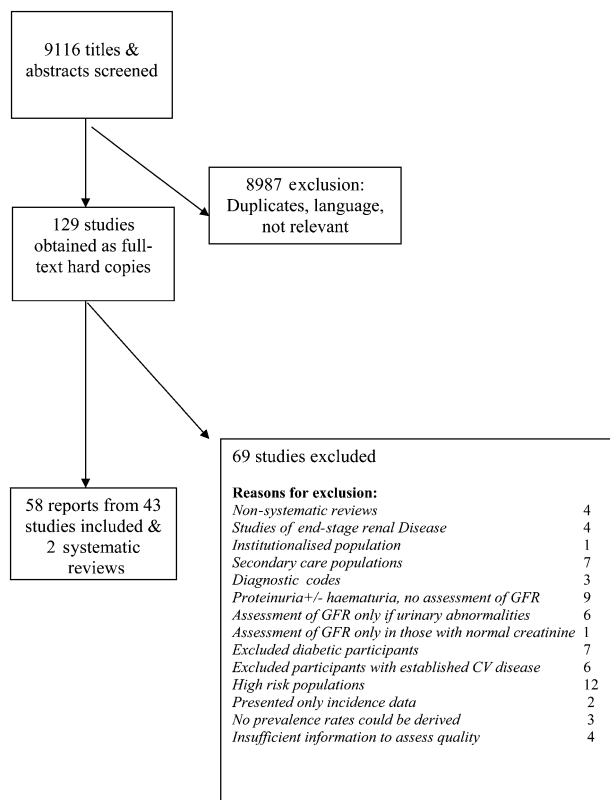 9116 titles &
abstracts screened
8987 exclusion:
Duplicates, language,
not relevant
129 studies
obtained as full-
text hard copies
69 studies excluded
Reasons for exclusion:
Non-systematic reviews 4
Studies of end-stage renal Disease 4
Institutionalised population 1
Secondary care populations 7
Diagnostic codes 3
Proteinuria+/- haematuria, no assessment of GFR 9
Assessment of GFR only if urinary abnormalities 6
Assessment of GFR only in those with normal creatinine 1
Excluded diabetic participants 7
Excluded participants with established CV disease 6
High risk populations 12
Presented only incidence data 2
No prevalence rates could be derived 3
Insufficient information to assess quality 4
58 reports from 43
studies included &
2 systematic
reviews